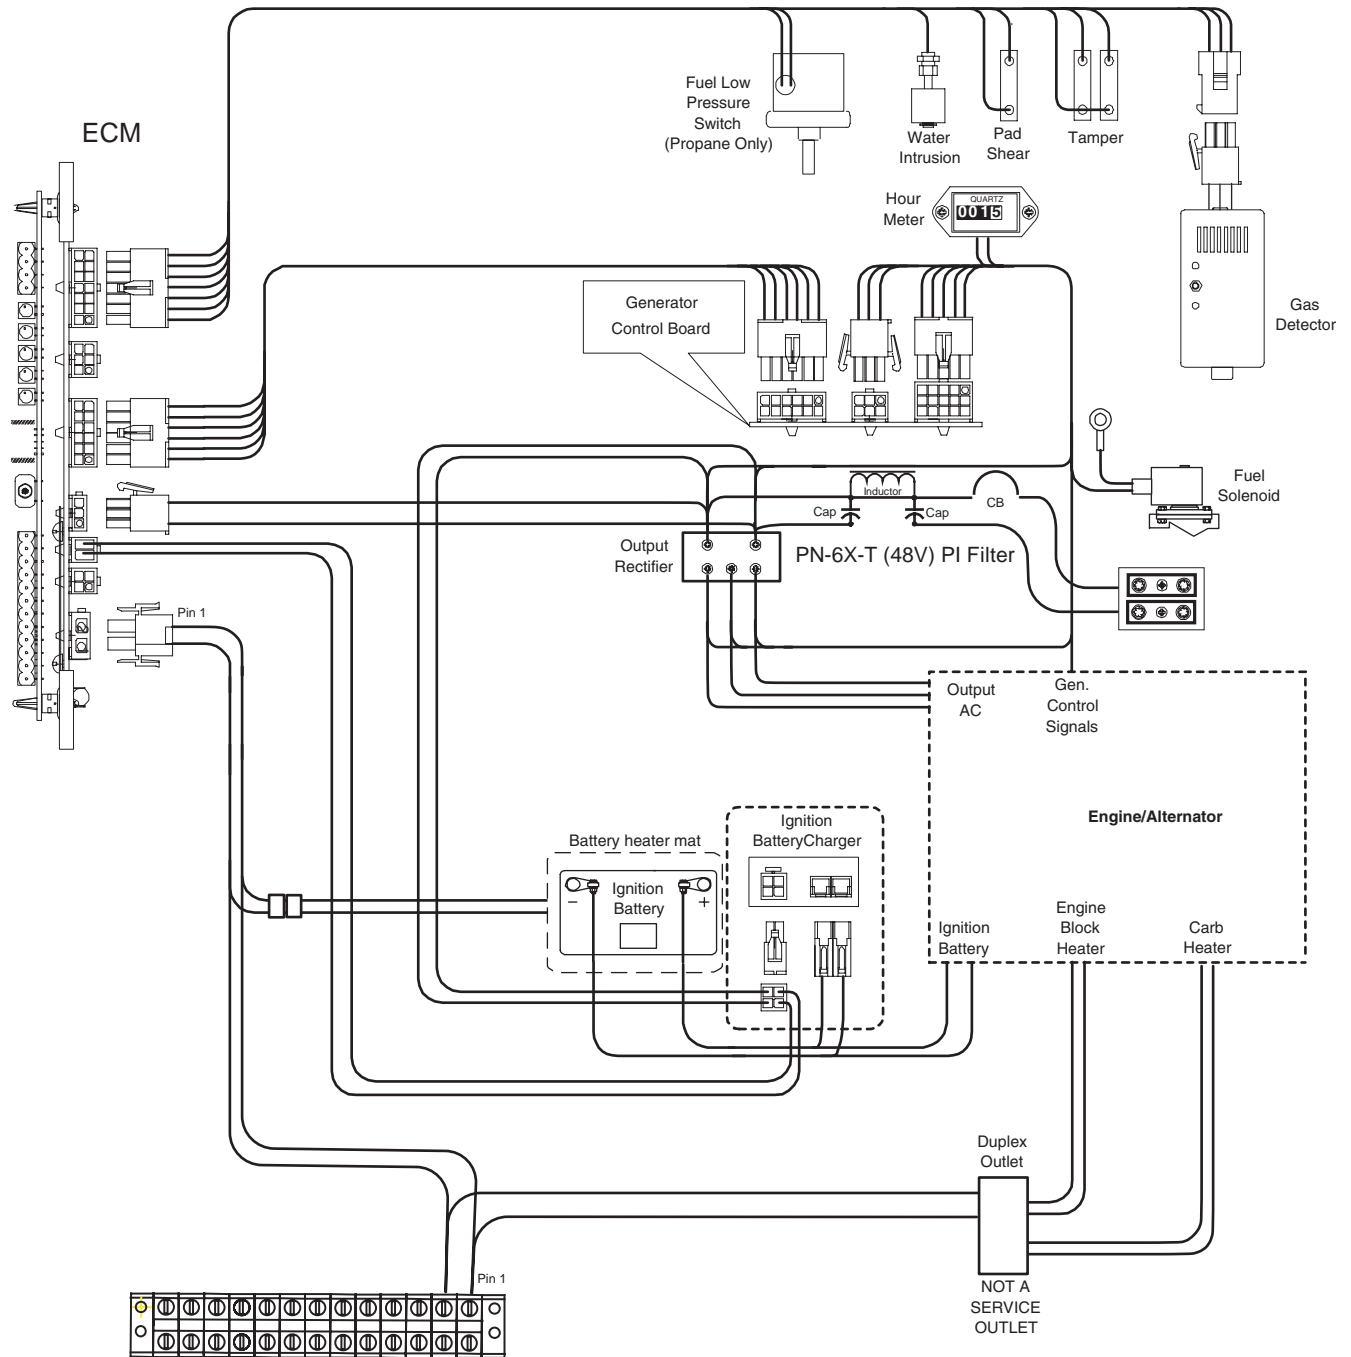 ECM
Fuel Low
Pressure
Switch
(Propane Only)
Water
Intrusion
Pad
Shear
Tamper
Hour
Meter
QUARTZ
0015
Gas
Detector
Generator
Control Board
Fuel
Solenoid
Inductor
CB
Cap
Cap
Output
Rectifier
PN-6X-T (48V) PI Filter
Pin 1
Output
AC
Gen.
Control
Signals
Engine/Alternator
Battery heater mat
Ignition
Battery
−
+
Ignition
BatteryCharger
Ignition
Battery
Engine
Block
Heater
Carb
Heater
Duplex
Outlet
NOT A
SERVICE
OUTLET
Pin 1